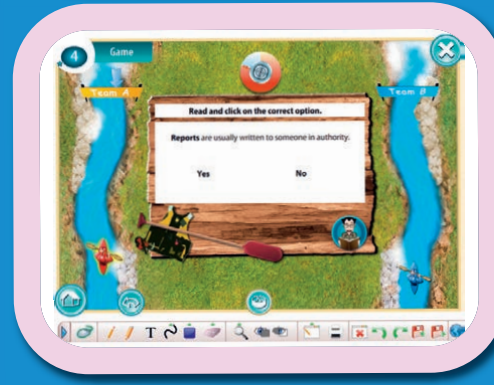 4 Game
Team A
Team B
Read and click on the correct option.
Reports are usually written to someone in authority.
Yes No
T